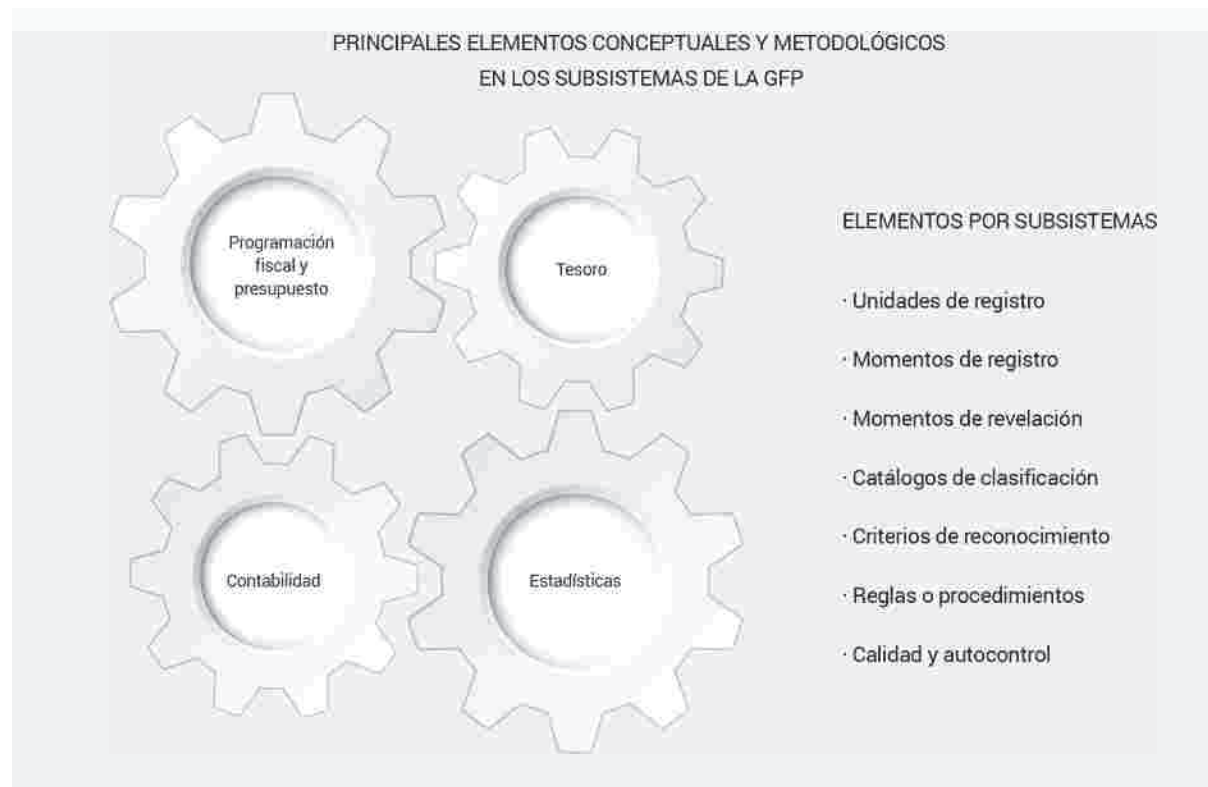 PRINCIPALES ELEMENTOS CONCEPTUALES Y METODOLÓGICOS
EN LOS SUBSISTEMAS DE LA GFP
Programación
fiscal y
presupuesto
Tesoro
Contabilidad
Estadísticas
ELEMENTOS POR SUBSISTEMAS
· Unidades de registro
· Momentos de registro
· Momentos de revelación
· Catálogos de clasificación
· Criterios de reconocimiento
· Reglas o procedimientos
· Calidad y autocontrol